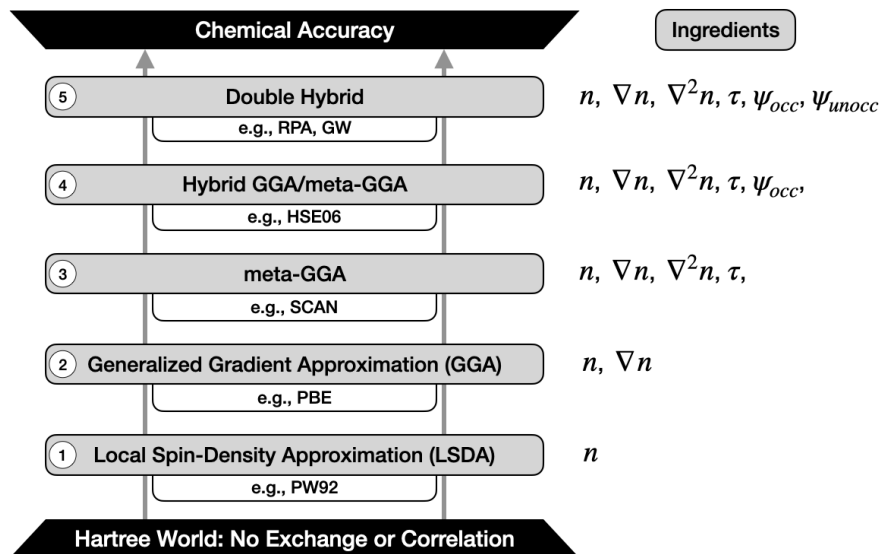 Chemical Accuracy
Ingredients
5 Double Hybrid n, ∇n, ∇²n, τ, ψ_occ, ψ_unocc
e.g., RPA, GW
4 Hybrid GGA/meta-GGA n, ∇n, ∇²n, τ, ψ_occ,
e.g., HSE06
3 meta-GGA n, ∇n, ∇²n, τ,
e.g., SCAN
2 Generalized Gradient Approximation (GGA) n, ∇n
e.g., PBE
1 Local Spin-Density Approximation (LSDA) n
e.g., PW92
Hartree World: No Exchange or Correlation